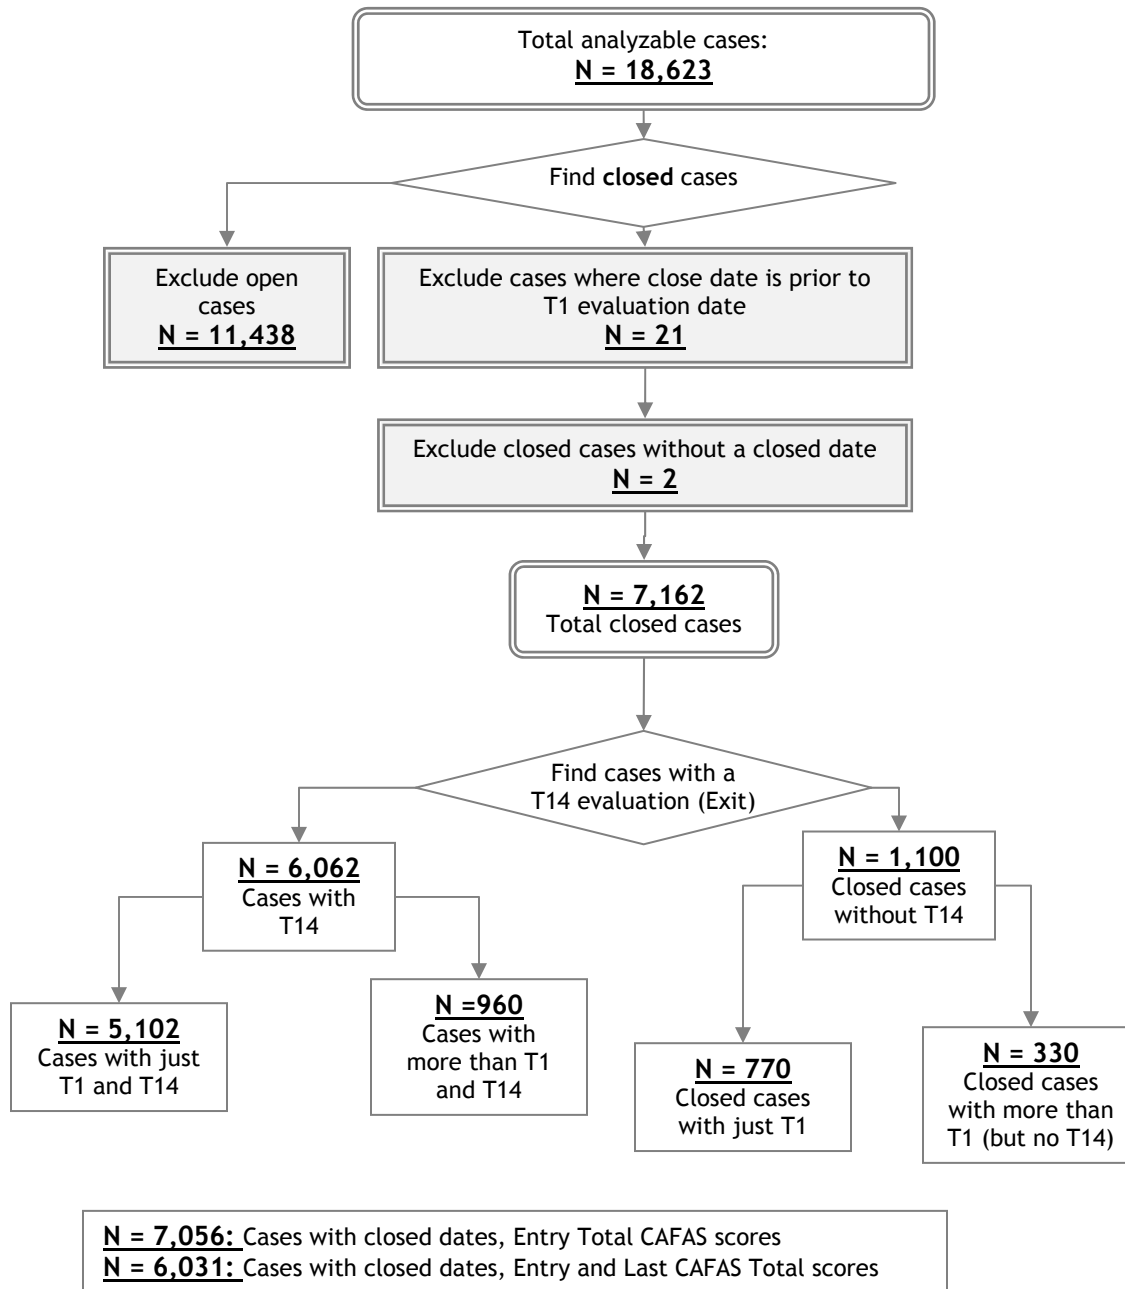 Total analyzable cases:
N = 18,623
Find closed cases
Exclude open
cases
N = 11,438
Exclude cases where close date is prior to
T1 evaluation date
N = 21
Exclude closed cases without a closed date
N = 2
N = 7,162
Total closed cases
Find cases with a
T14 evaluation (Exit)
N = 6,062
Cases with
T14
N = 1,100
Closed cases
without T14
N = 5,102
Cases with just
T1 and T14
N =960
Cases with
more than T1
and T14
N = 770
Closed cases
with just T1
N = 330
Closed cases
with more than
T1 (but no T14)
N = 7,056: Cases with closed dates, Entry Total CAFAS scores
N = 6,031: Cases with closed dates, Entry and Last CAFAS Total scores